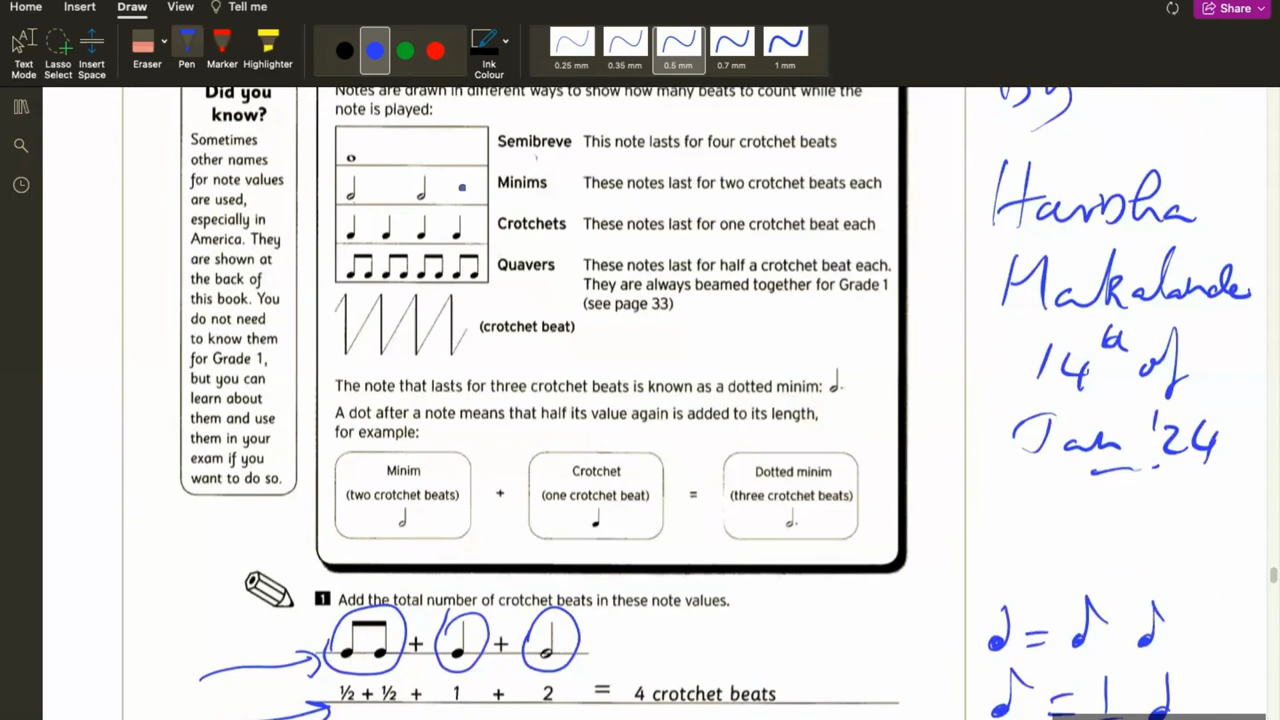 Home Insert Draw View Tell me
Share
Text Mode
Lasso Select
Insert Space
Eraser
Pen
Marker
Highlighter
Ink Colour
0.25 mm
0.35 mm
0.5 mm
0.7 mm
1 mm
Did you
know?
Sometimes
other names
for note values
are used,
especially in
America. They
are shown at
the back of
this book. You
do not need
to know them
for Grade 1,
but you can
learn about
them and use
them in your
exam if you
want to do so.
Notes are drawn in different ways to show how many beats to count while the
note is played:
Semibreve This note lasts for four crotchet beats
Minims These notes last for two crotchet beats each
Crotchets These notes last for one crotchet beat each
Quavers These notes last for half a crotchet beat each.
They are always beamed together for Grade 1
(see page 33)
(crotchet beat)
The note that lasts for three crotchet beats is known as a dotted minim:
A dot after a note means that half its value again is added to its length,
for example:
Minim
(two crotchet beats)
+
Crotchet
(one crotchet beat)
=
Dotted minim
(three crotchet beats)
1 Add the total number of crotchet beats in these note values.
+ +
½ + ½ + 1 + 2 = 4 crotchet beats
By
Harsha
14th of
Jan '24
=
=